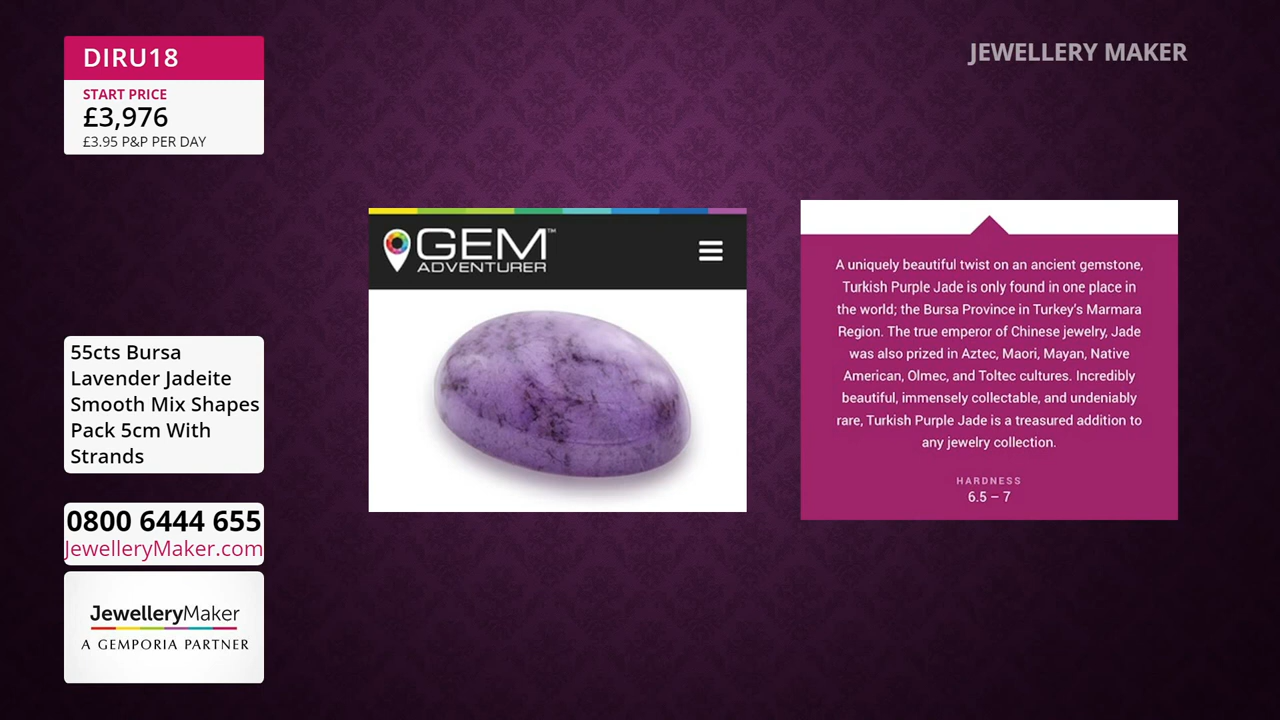 DIRU18
START PRICE
£3,976
£3.95 P&P PER DAY
JEWELLERY MAKER
GEM™
ADVENTURER
A uniquely beautiful twist on an ancient gemstone,
Turkish Purple Jade is only found in one place in
the world; the Bursa Province in Turkey's Marmara
Region. The true emperor of Chinese jewelry, Jade
was also prized in Aztec, Maori, Mayan, Native
American, Olmec, and Toltec cultures. Incredibly
beautiful, immensely collectable, and undeniably
rare, Turkish Purple Jade is a treasured addition to
any jewelry collection.
HARDNESS
6.5 – 7
55cts Bursa
Lavender Jadeite
Smooth Mix Shapes
Pack 5cm With
Strands
0800 6444 655
JewelleryMaker.com
JewelleryMaker
A GEMPORIA PARTNER